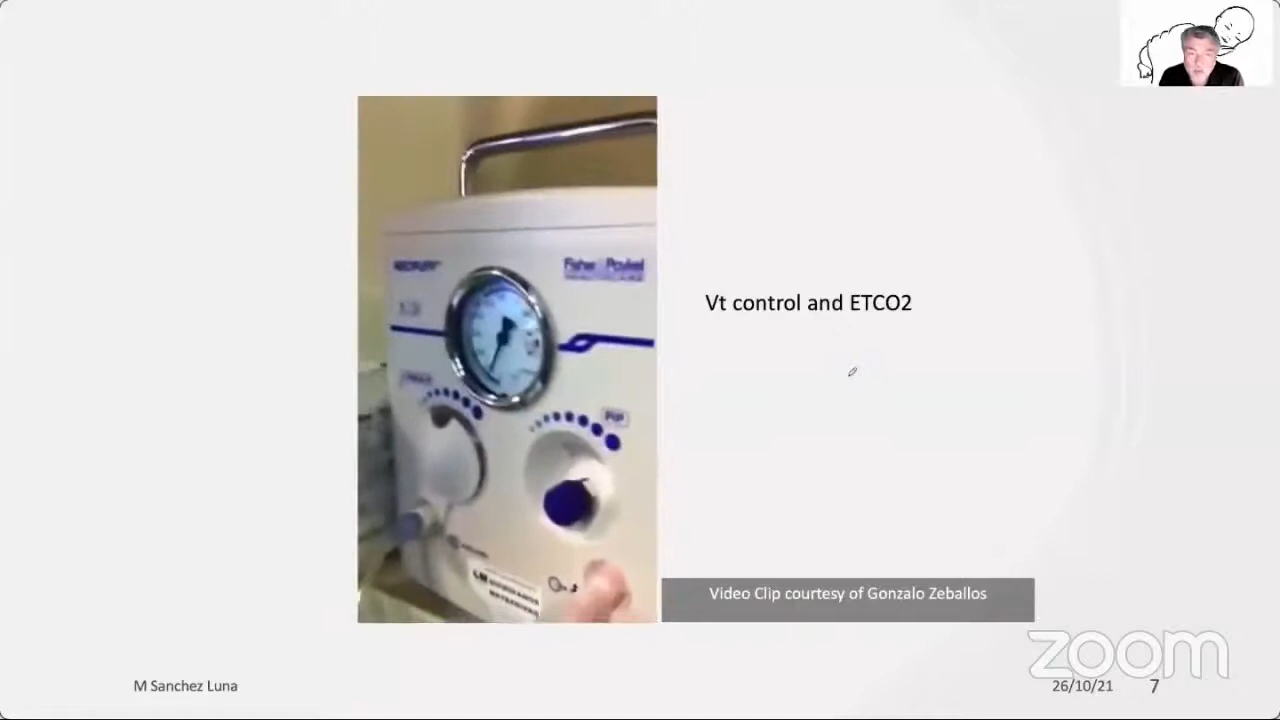 Fisher & Paykel
PIP
Vt control and ETCO2
Video Clip courtesy of Gonzalo Zeballos
zoom
M Sanchez Luna
26/10/21
7